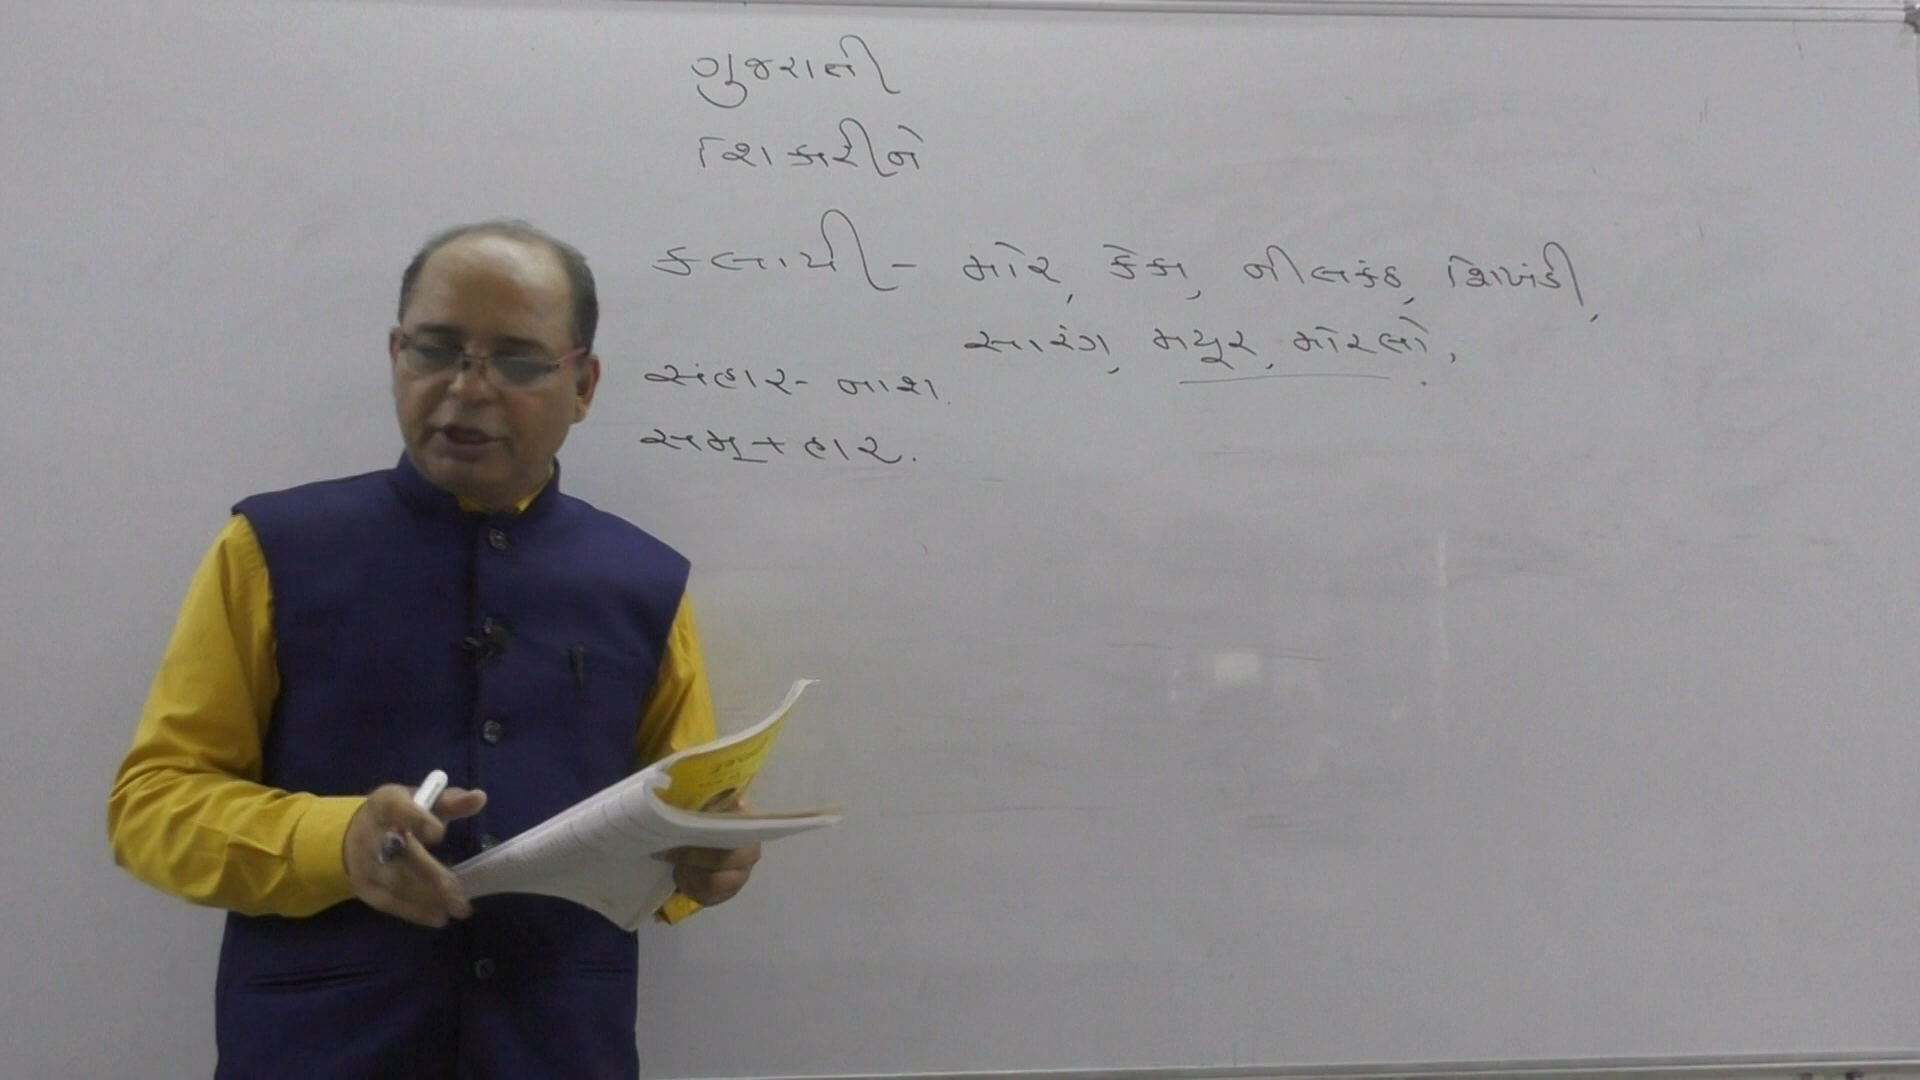 ગુજરાતી
શિકારીને
કલાપી - મોર, કેકા, નીલકંઠ, શિખંડી,
સારંગ, મયૂર, મોરલો,
સંહાર - નાશ.
સમ્ + હાર.